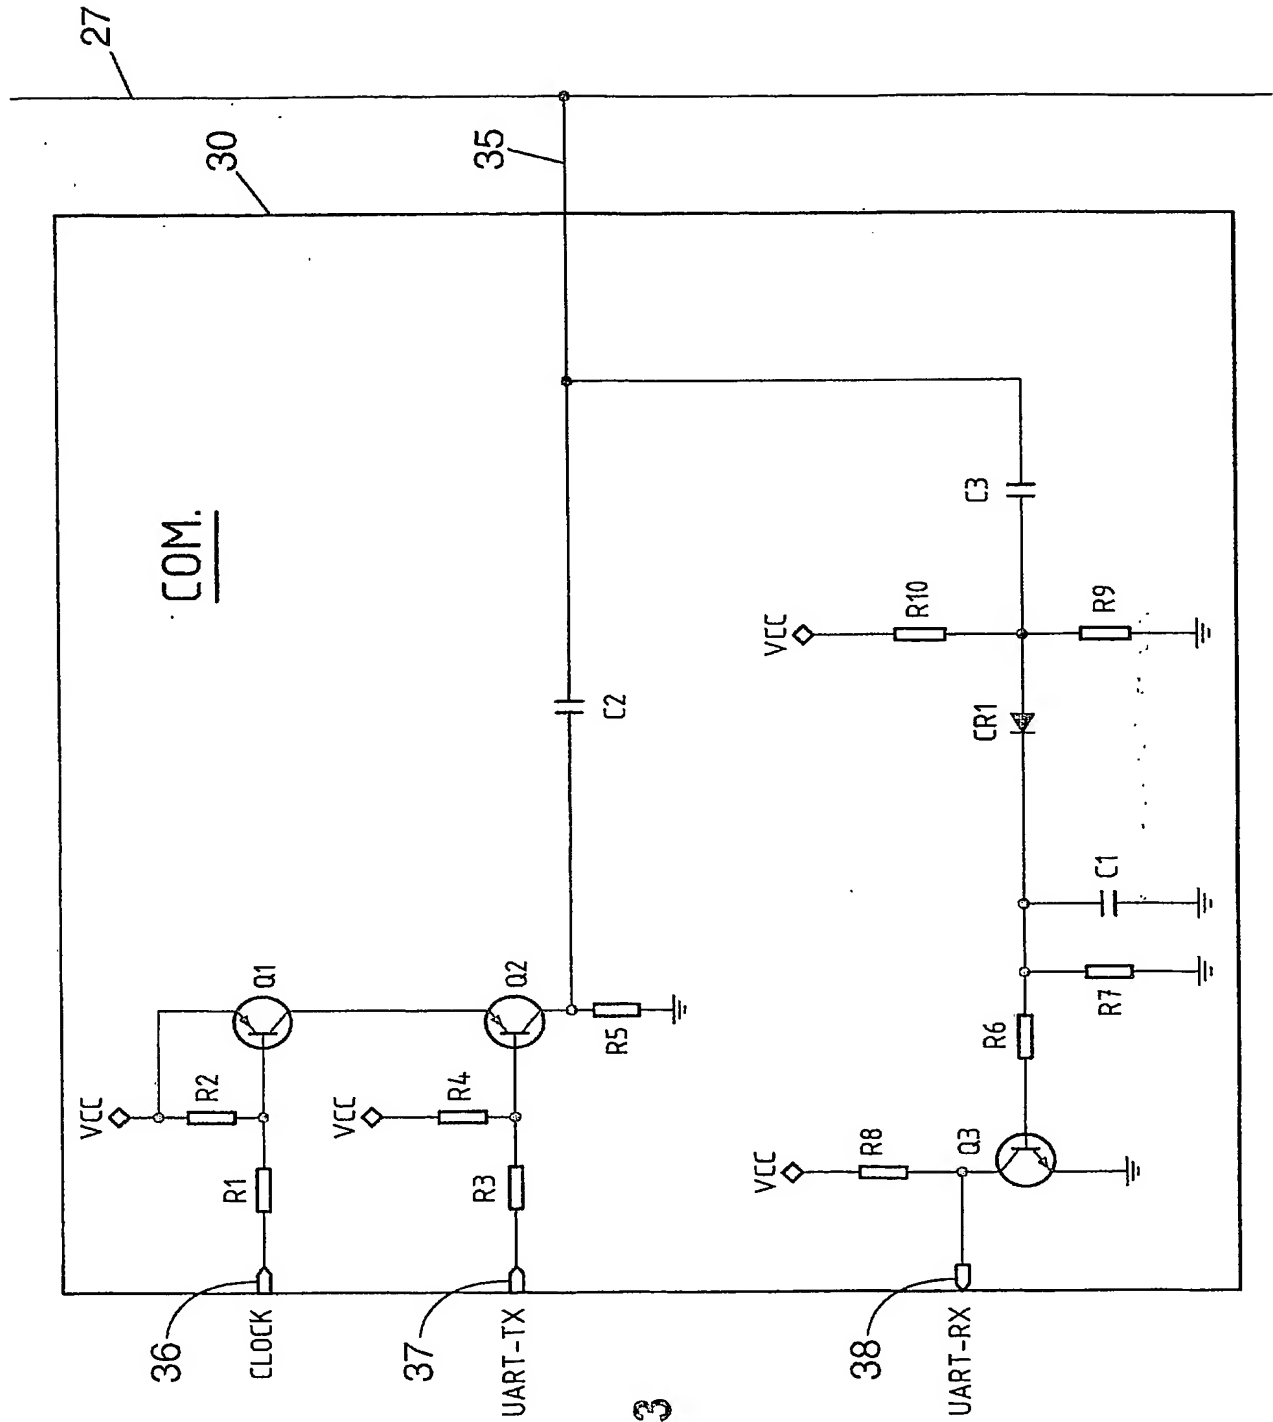 27
30
35
COM.
VCC
R2
R1
Q1
36
CLOCK
VCC
R4
R3
Q2
R5
37
UART-TX
C2
C3
VCC
R10
R9
CR1
C1
R7
R6
VCC
R8
Q3
38
UART-RX
3